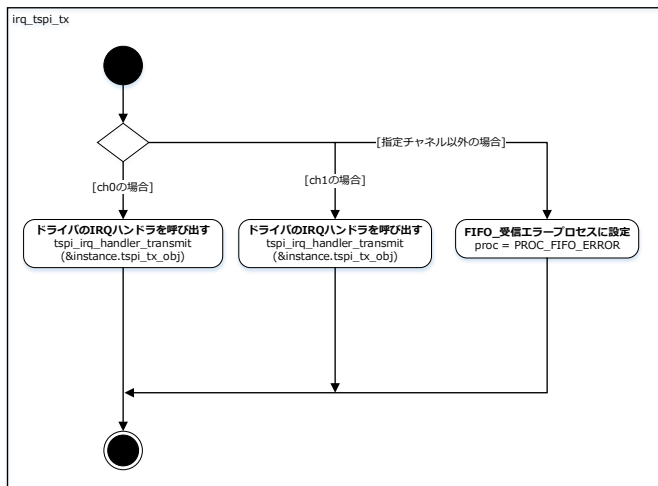 irq_tspi_tx
[指定チャネル以外の場合]
[ch0の場合]
[ch1の場合]
ドライバのIRQハンドラを呼び出す
tspi_irq_handler_transmit
(&instance.tspi_tx_obj)
ドライバのIRQハンドラを呼び出す
tspi_irq_handler_transmit
(&instance.tspi_tx_obj)
FIFO_受信エラープロセスに設定
proc = PROC_FIFO_ERROR